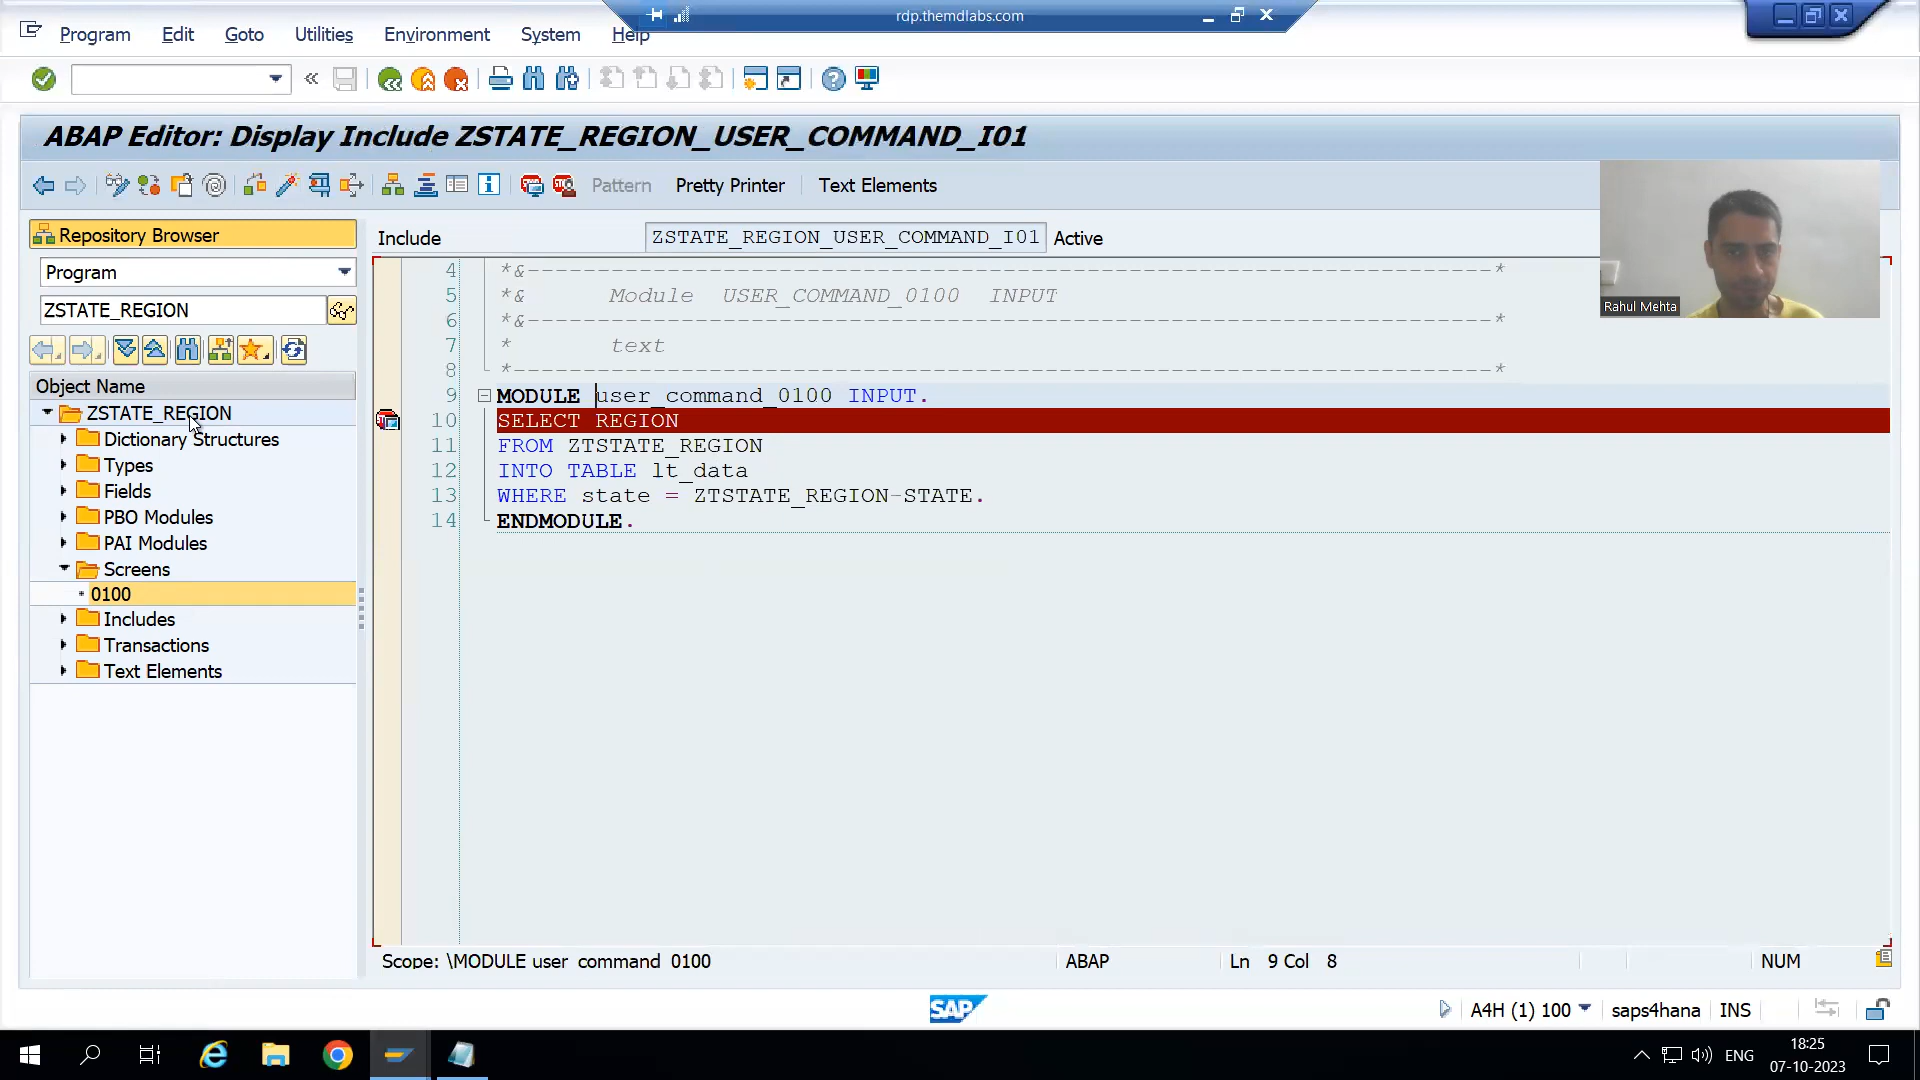 rdp.themdlabs.com
Program Edit Goto Utilities Environment System Help
ABAP Editor: Display Include ZSTATE_REGION_USER_COMMAND_I01
Pattern Pretty Printer Text Elements
Repository Browser
Program
ZSTATE_REGION
Object Name
ZSTATE_REGION
Dictionary Structures
Types
Fields
PBO Modules
PAI Modules
Screens
0100
Includes
Transactions
Text Elements
Include ZSTATE_REGION_USER_COMMAND_I01 Active
4 *&---------------------------------------------------------------------*
5 *& Module USER_COMMAND_0100 INPUT
6 *&---------------------------------------------------------------------*
7 * text
8 *----------------------------------------------------------------------*
9 MODULE user_command_0100 INPUT.
10 SELECT REGION
11 FROM ZTSTATE_REGION
12 INTO TABLE lt_data
13 WHERE state = ZTSTATE_REGION-STATE.
14 ENDMODULE.
Rahul Mehta
Scope: \MODULE user_command_0100 ABAP Ln 9 Col 8 NUM
SAP
A4H (1) 100 saps4hana INS
ENG
18:25
07-10-2023